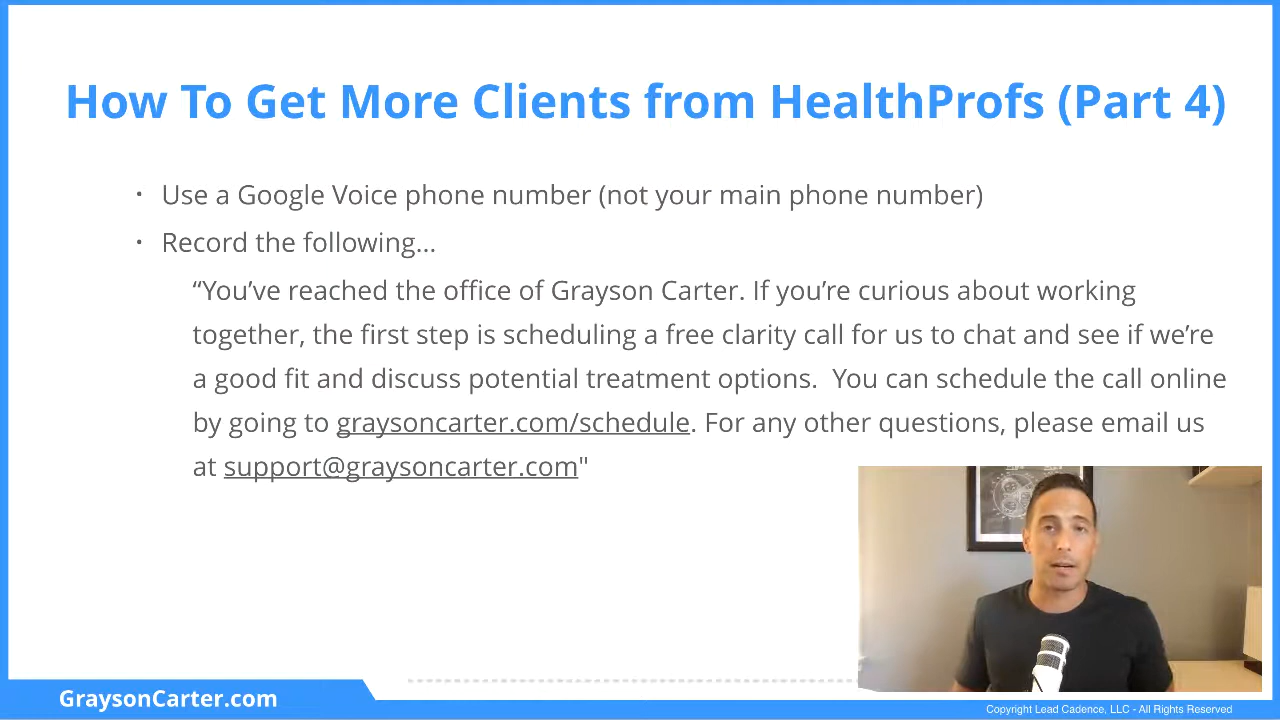 How To Get More Clients from HealthProfs (Part 4)
· Use a Google Voice phone number (not your main phone number)
· Record the following...
“You’ve reached the office of Grayson Carter. If you’re curious about working
together, the first step is scheduling a free clarity call for us to chat and see if we’re
a good fit and discuss potential treatment options.  You can schedule the call online
by going to graysoncarter.com/schedule. For any other questions, please email us
at support@graysoncarter.com"
GraysonCarter.com
Copyright Lead Cadence, LLC - All Rights Reserved